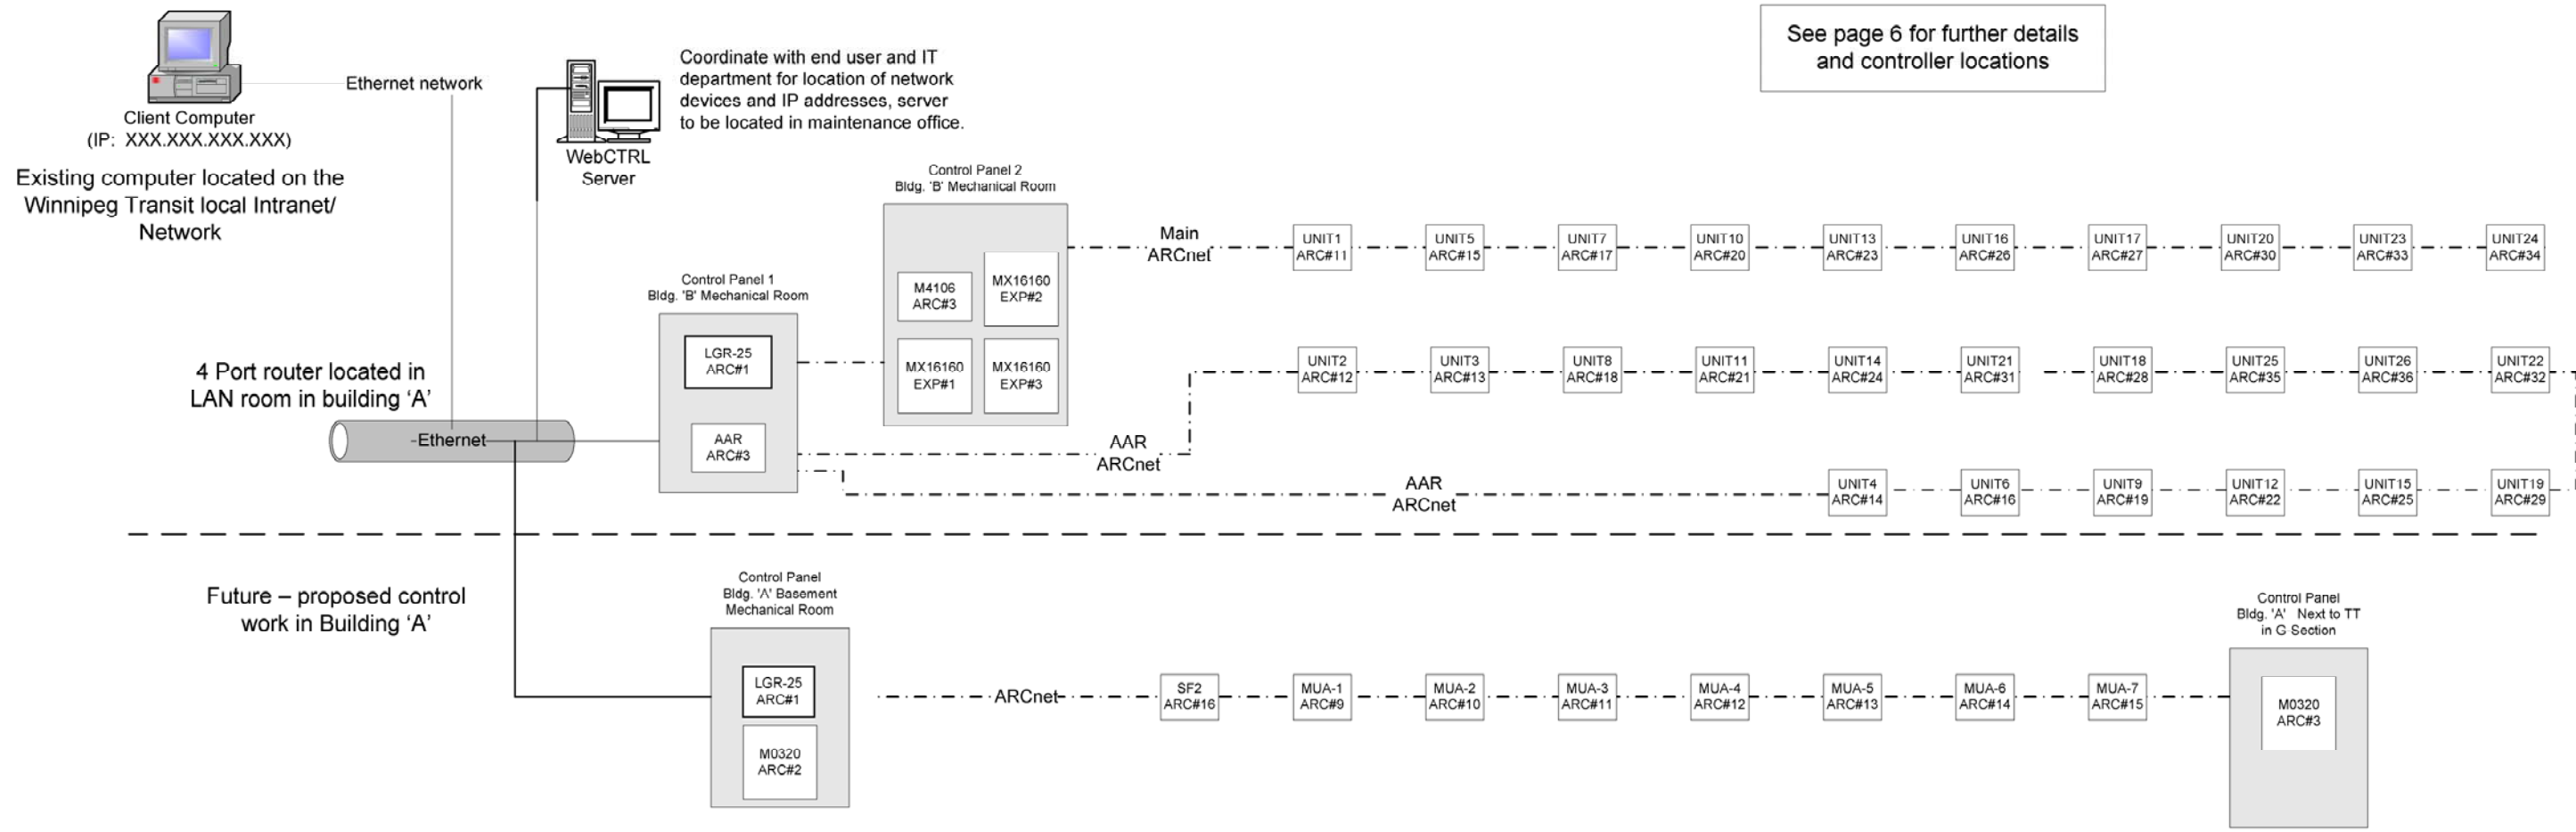 See page 6 for further details
and controller locations
Ethernet network
Client Computer
(IP: XXX.XXX.XXX.XXX)
Existing computer located on the
Winnipeg Transit local Intranet/
Network
WebCTRL
Server
Coordinate with end user and IT
department for location of network
devices and IP addresses, server
to be located in maintenance office.
Control Panel 2
Bldg. 'B' Mechanical Room
M4106
ARC#3
MX16160
EXP#2
MX16160
EXP#1
MX16160
EXP#3
Main
ARCnet
UNIT1
ARC#11
UNIT5
ARC#15
UNIT7
ARC#17
UNIT10
ARC#20
UNIT13
ARC#23
UNIT16
ARC#26
UNIT17
ARC#27
UNIT20
ARC#30
UNIT23
ARC#33
UNIT24
ARC#34
Control Panel 1
Bldg. 'B' Mechanical Room
LGR-25
ARC#1
AAR
ARC#3
4 Port router located in
LAN room in building ‘A’
Ethernet
AAR
ARCnet
UNIT2
ARC#12
UNIT3
ARC#13
UNIT8
ARC#18
UNIT11
ARC#21
UNIT14
ARC#24
UNIT21
ARC#31
UNIT18
ARC#28
UNIT25
ARC#35
UNIT26
ARC#36
UNIT22
ARC#32
AAR
ARCnet
UNIT4
ARC#14
UNIT6
ARC#16
UNIT9
ARC#19
UNIT12
ARC#22
UNIT15
ARC#25
UNIT19
ARC#29
Future – proposed control
work in Building ‘A’
Control Panel
Bldg. 'A' Basement
Mechanical Room
LGR-25
ARC#1
M0320
ARC#2
ARCnet
SF2
ARC#16
MUA-1
ARC#9
MUA-2
ARC#10
MUA-3
ARC#11
MUA-4
ARC#12
MUA-5
ARC#13
MUA-6
ARC#14
MUA-7
ARC#15
Control Panel
Bldg. 'A' Next to TT
in G Section
M0320
ARC#3